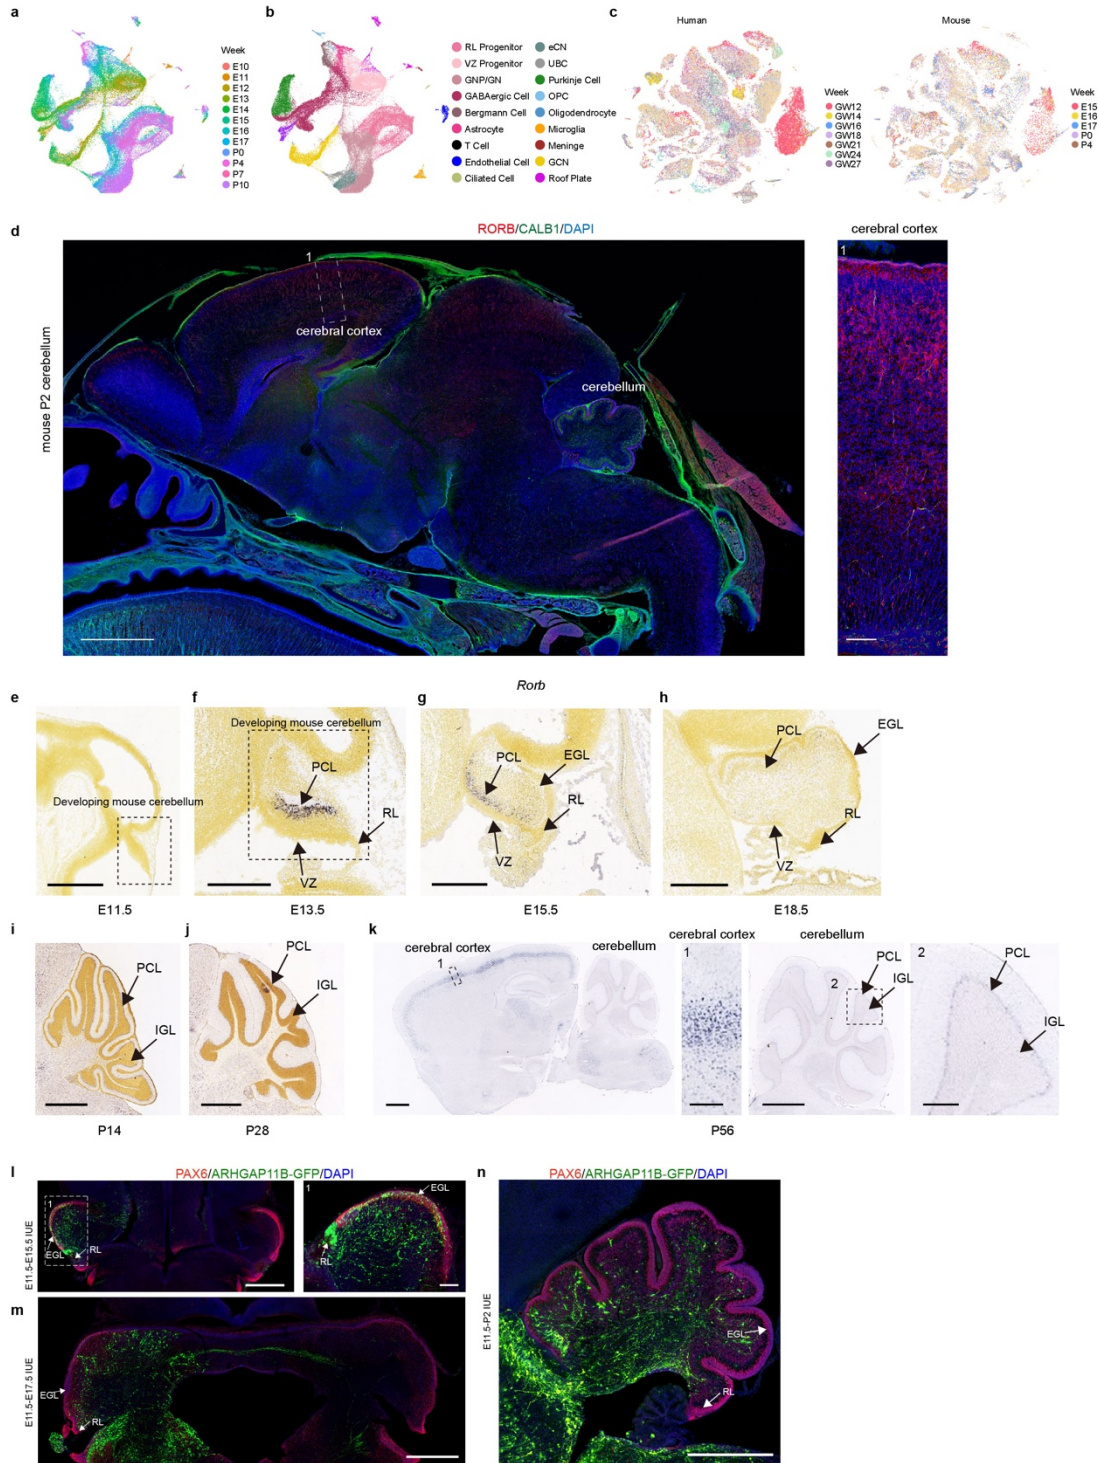 a
Week
E10
E11
E12
E13
E14
E15
E16
E17
P0
P4
P7
P10
b
RL Progenitor
VZ Progenitor
GNP/GN
GABAergic Cell
Bergmann Cell
Astrocyte
T Cell
Endothelial Cell
Ciliated Cell
eCN
UBC
Purkinje Cell
OPC
Oligodendrocyte
Microglia
Meninge
GCN
Roof Plate
c
Human
Week
GW12
GW14
GW16
GW18
GW21
GW24
GW27
Mouse
Week
E15
E16
E17
P0
P4
d
RORB/CALB1/DAPI
mouse P2 cerebellum
1
cerebral cortex
cerebellum
cerebral cortex
1
Rorb
e
Developing mouse cerebellum
E11.5
f
Developing mouse cerebellum
PCL
RL
VZ
E13.5
g
PCL
EGL
RL
VZ
E15.5
h
PCL
EGL
RL
VZ
E18.5
i
PCL
IGL
P14
j
PCL
IGL
P28
k
cerebral cortex
1
cerebellum
cerebral cortex
1
cerebellum
2
PCL
IGL
2
PCL
IGL
P56
l
PAX6/ARHGAP11B-GFP/DAPI
E11.5-E15.5 IUE
1
EGL
RL
1
EGL
RL
m
E11.5-E17.5 IUE
EGL
RL
n
PAX6/ARHGAP11B-GFP/DAPI
E11.5-P2 IUE
EGL
RL